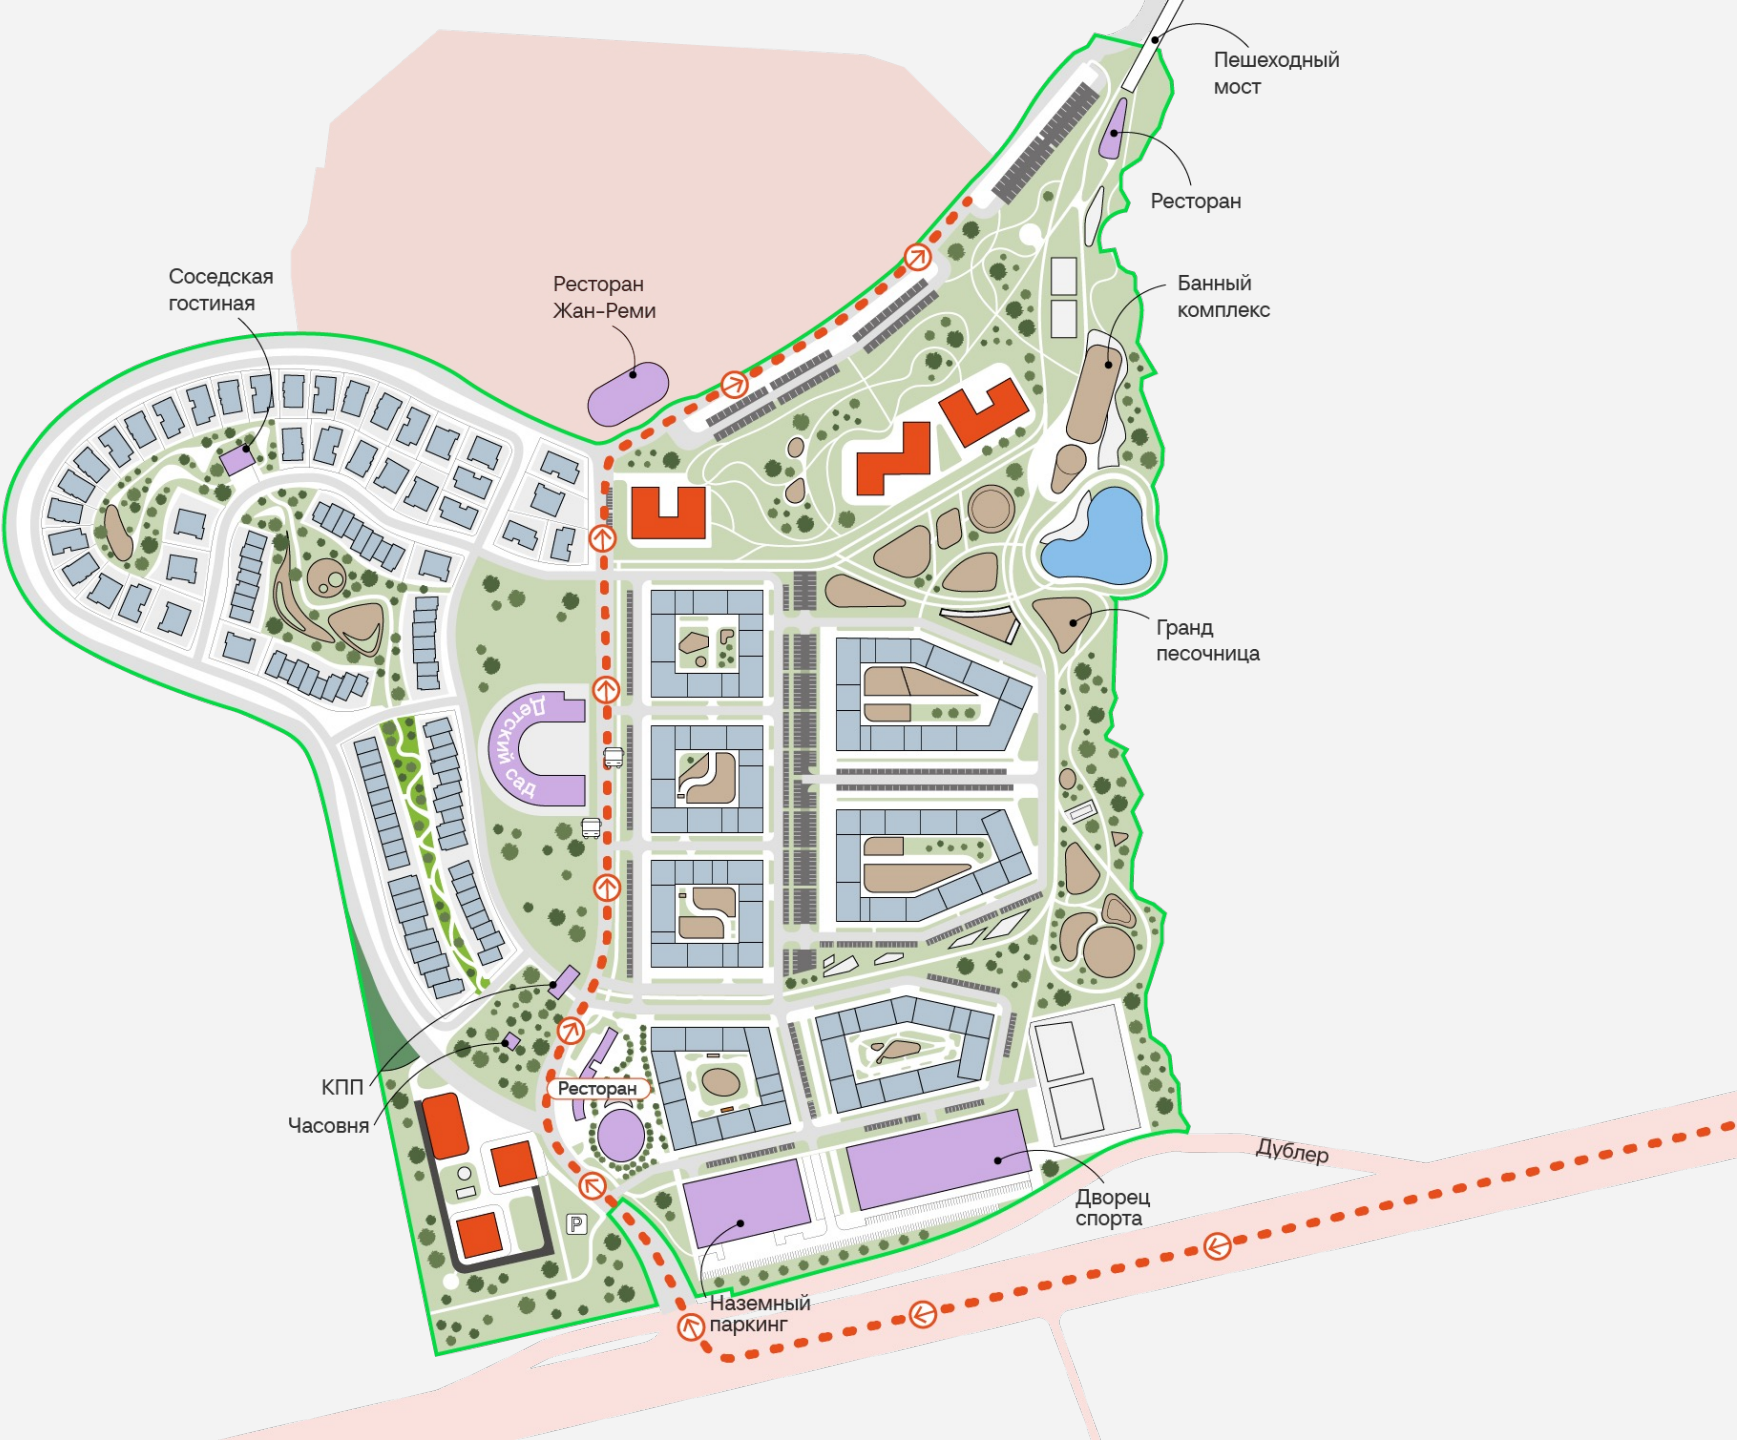 Пешеходный
мост
Ресторан
Соседская
гостиная
Ресторан
Жан-Реми
Банный
комплекс
Гранд
песочница
Детский сад
КПП
Ресторан
Часовня
Дублер
Дворец
спорта
P
Наземный
паркинг